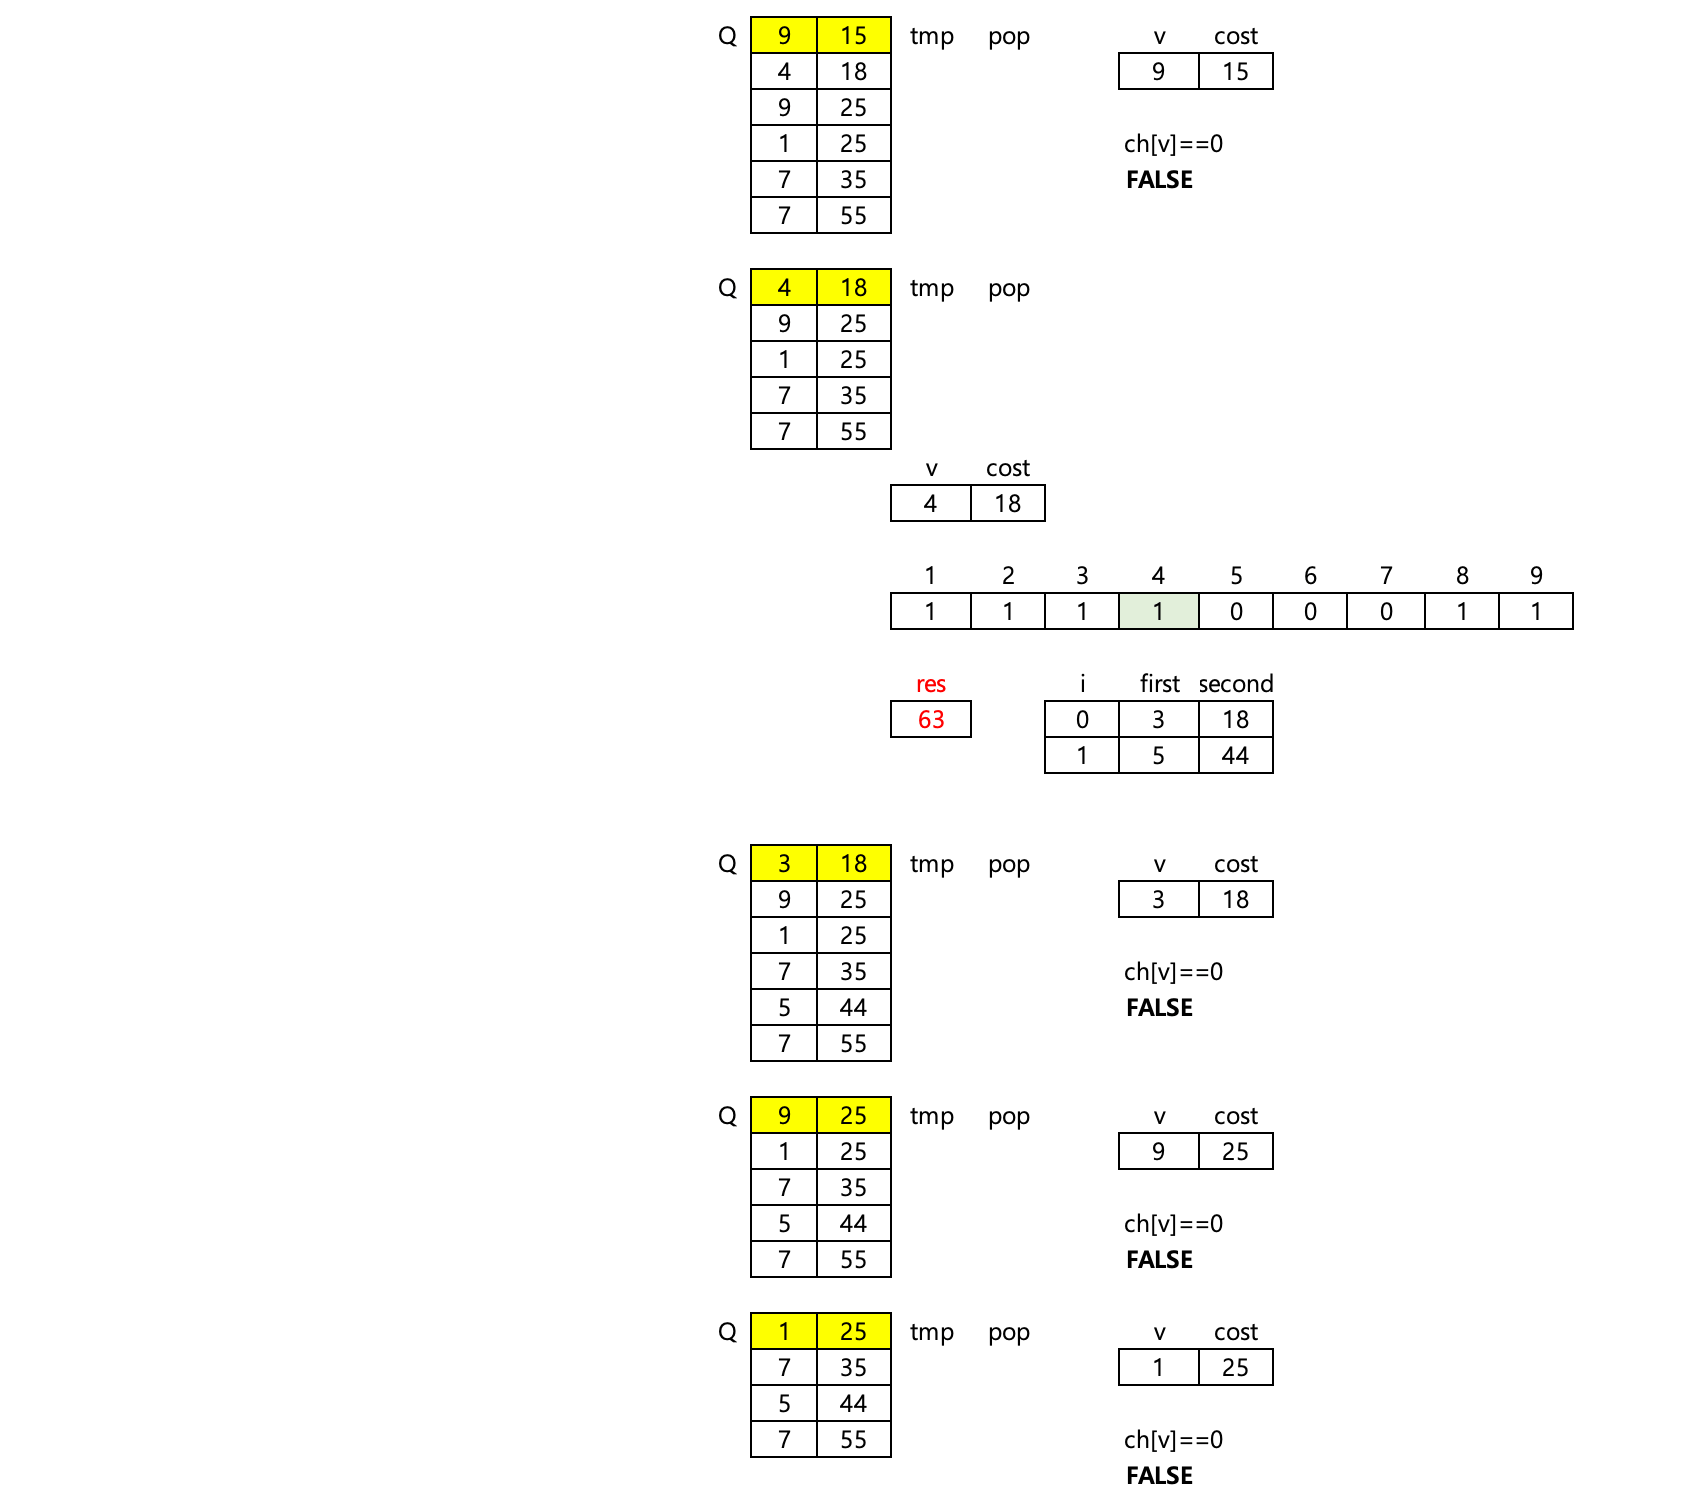 Q 9 15 tmp pop v cost
4 18 9 15
9 25
1 25 ch[v]==0
7 35 FALSE
7 55
Q 4 18 tmp pop
9 25
1 25
7 35
7 55
v cost
4 18
1 2 3 4 5 6 7 8 9
1 1 1 1 0 0 0 1 1
res i first second
63 0 3 18
1 5 44
Q 3 18 tmp pop v cost
9 25 3 18
1 25
7 35 ch[v]==0
5 44 FALSE
7 55
Q 9 25 tmp pop v cost
1 25 9 25
7 35
5 44 ch[v]==0
7 55 FALSE
Q 1 25 tmp pop v cost
7 35 1 25
5 44
7 55 ch[v]==0
FALSE